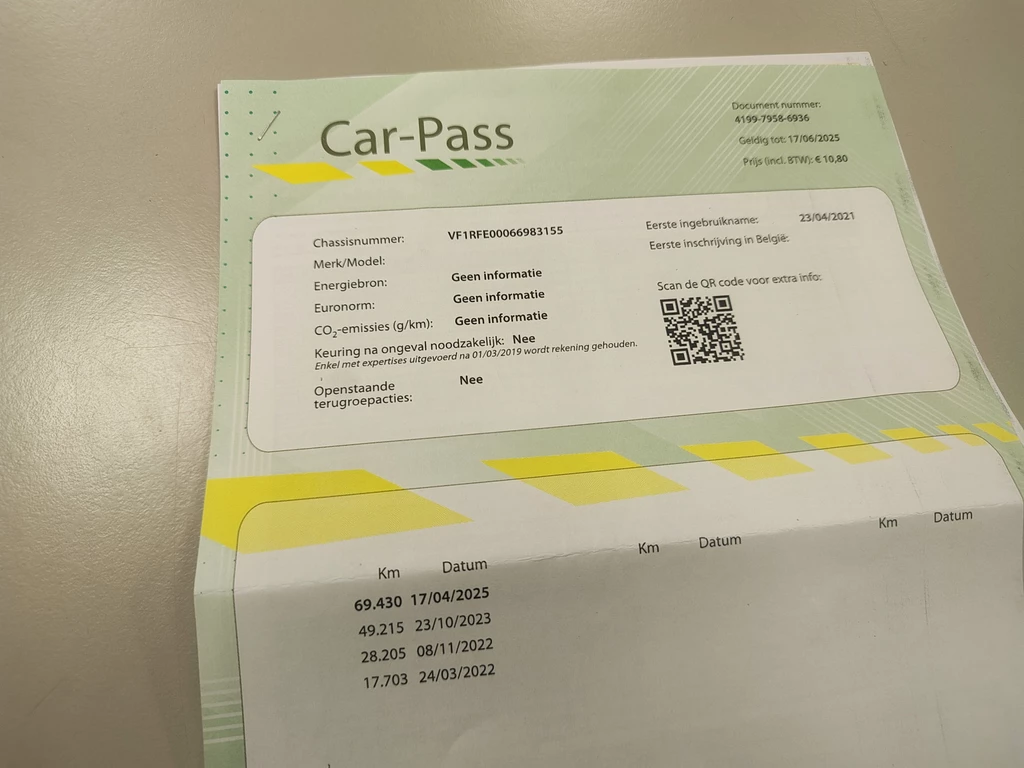 Car-Pass
Document nummer:
4199-7958-6936
Geldig tot: 17/06/2025
Prijs (incl. BTW): € 10,80
Chassisnummer: VF1RFE00066983155
Merk/Model:
Energiebron: Geen informatie
Euronorm: Geen informatie
CO2-emissies (g/km): Geen informatie
Keuring na ongeval noodzakelijk: Nee
Enkel met expertises uitgevoerd na 01/03/2019 wordt rekening gehouden.
Openstaande Nee
terugroepacties:
Eerste ingebruikname: 23/04/2021
Eerste inschrijving in België:
Scan de QR code voor extra info:
Km Datum Km Datum Km Datum
69.430 17/04/2025
49.215 23/10/2023
28.205 08/11/2022
17.703 24/03/2022